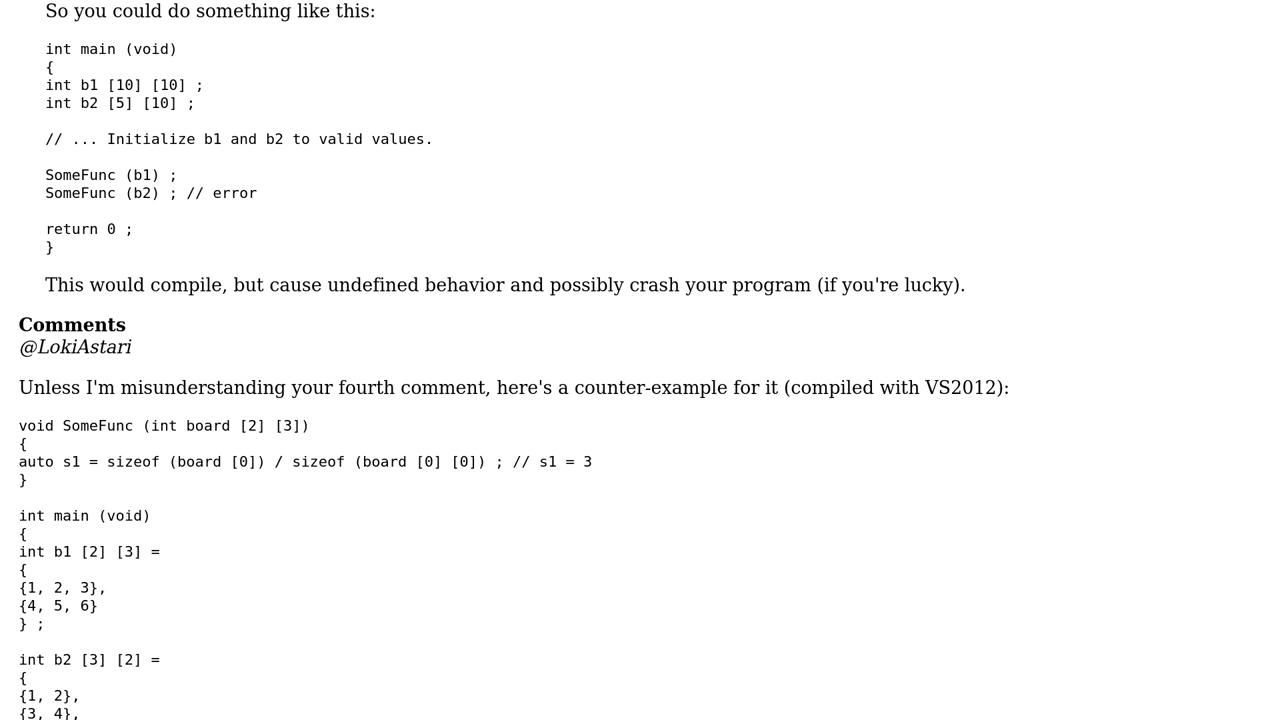 So you could do something like this:
int main (void)
{
int b1 [10] [10] ;
int b2 [5] [10] ;
// ... Initialize b1 and b2 to valid values.
SomeFunc (b1) ;
SomeFunc (b2) ; // error
return 0 ;
}
This would compile, but cause undefined behavior and possibly crash your program (if you're lucky).
Comments
@LokiAstari
Unless I'm misunderstanding your fourth comment, here's a counter-example for it (compiled with VS2012):
void SomeFunc (int board [2] [3])
{
auto s1 = sizeof (board [0]) / sizeof (board [0] [0]) ; // s1 = 3
}
int main (void)
{
int b1 [2] [3] =
{
{1, 2, 3},
{4, 5, 6}
} ;
int b2 [3] [2] =
{
{1, 2},
{3, 4},